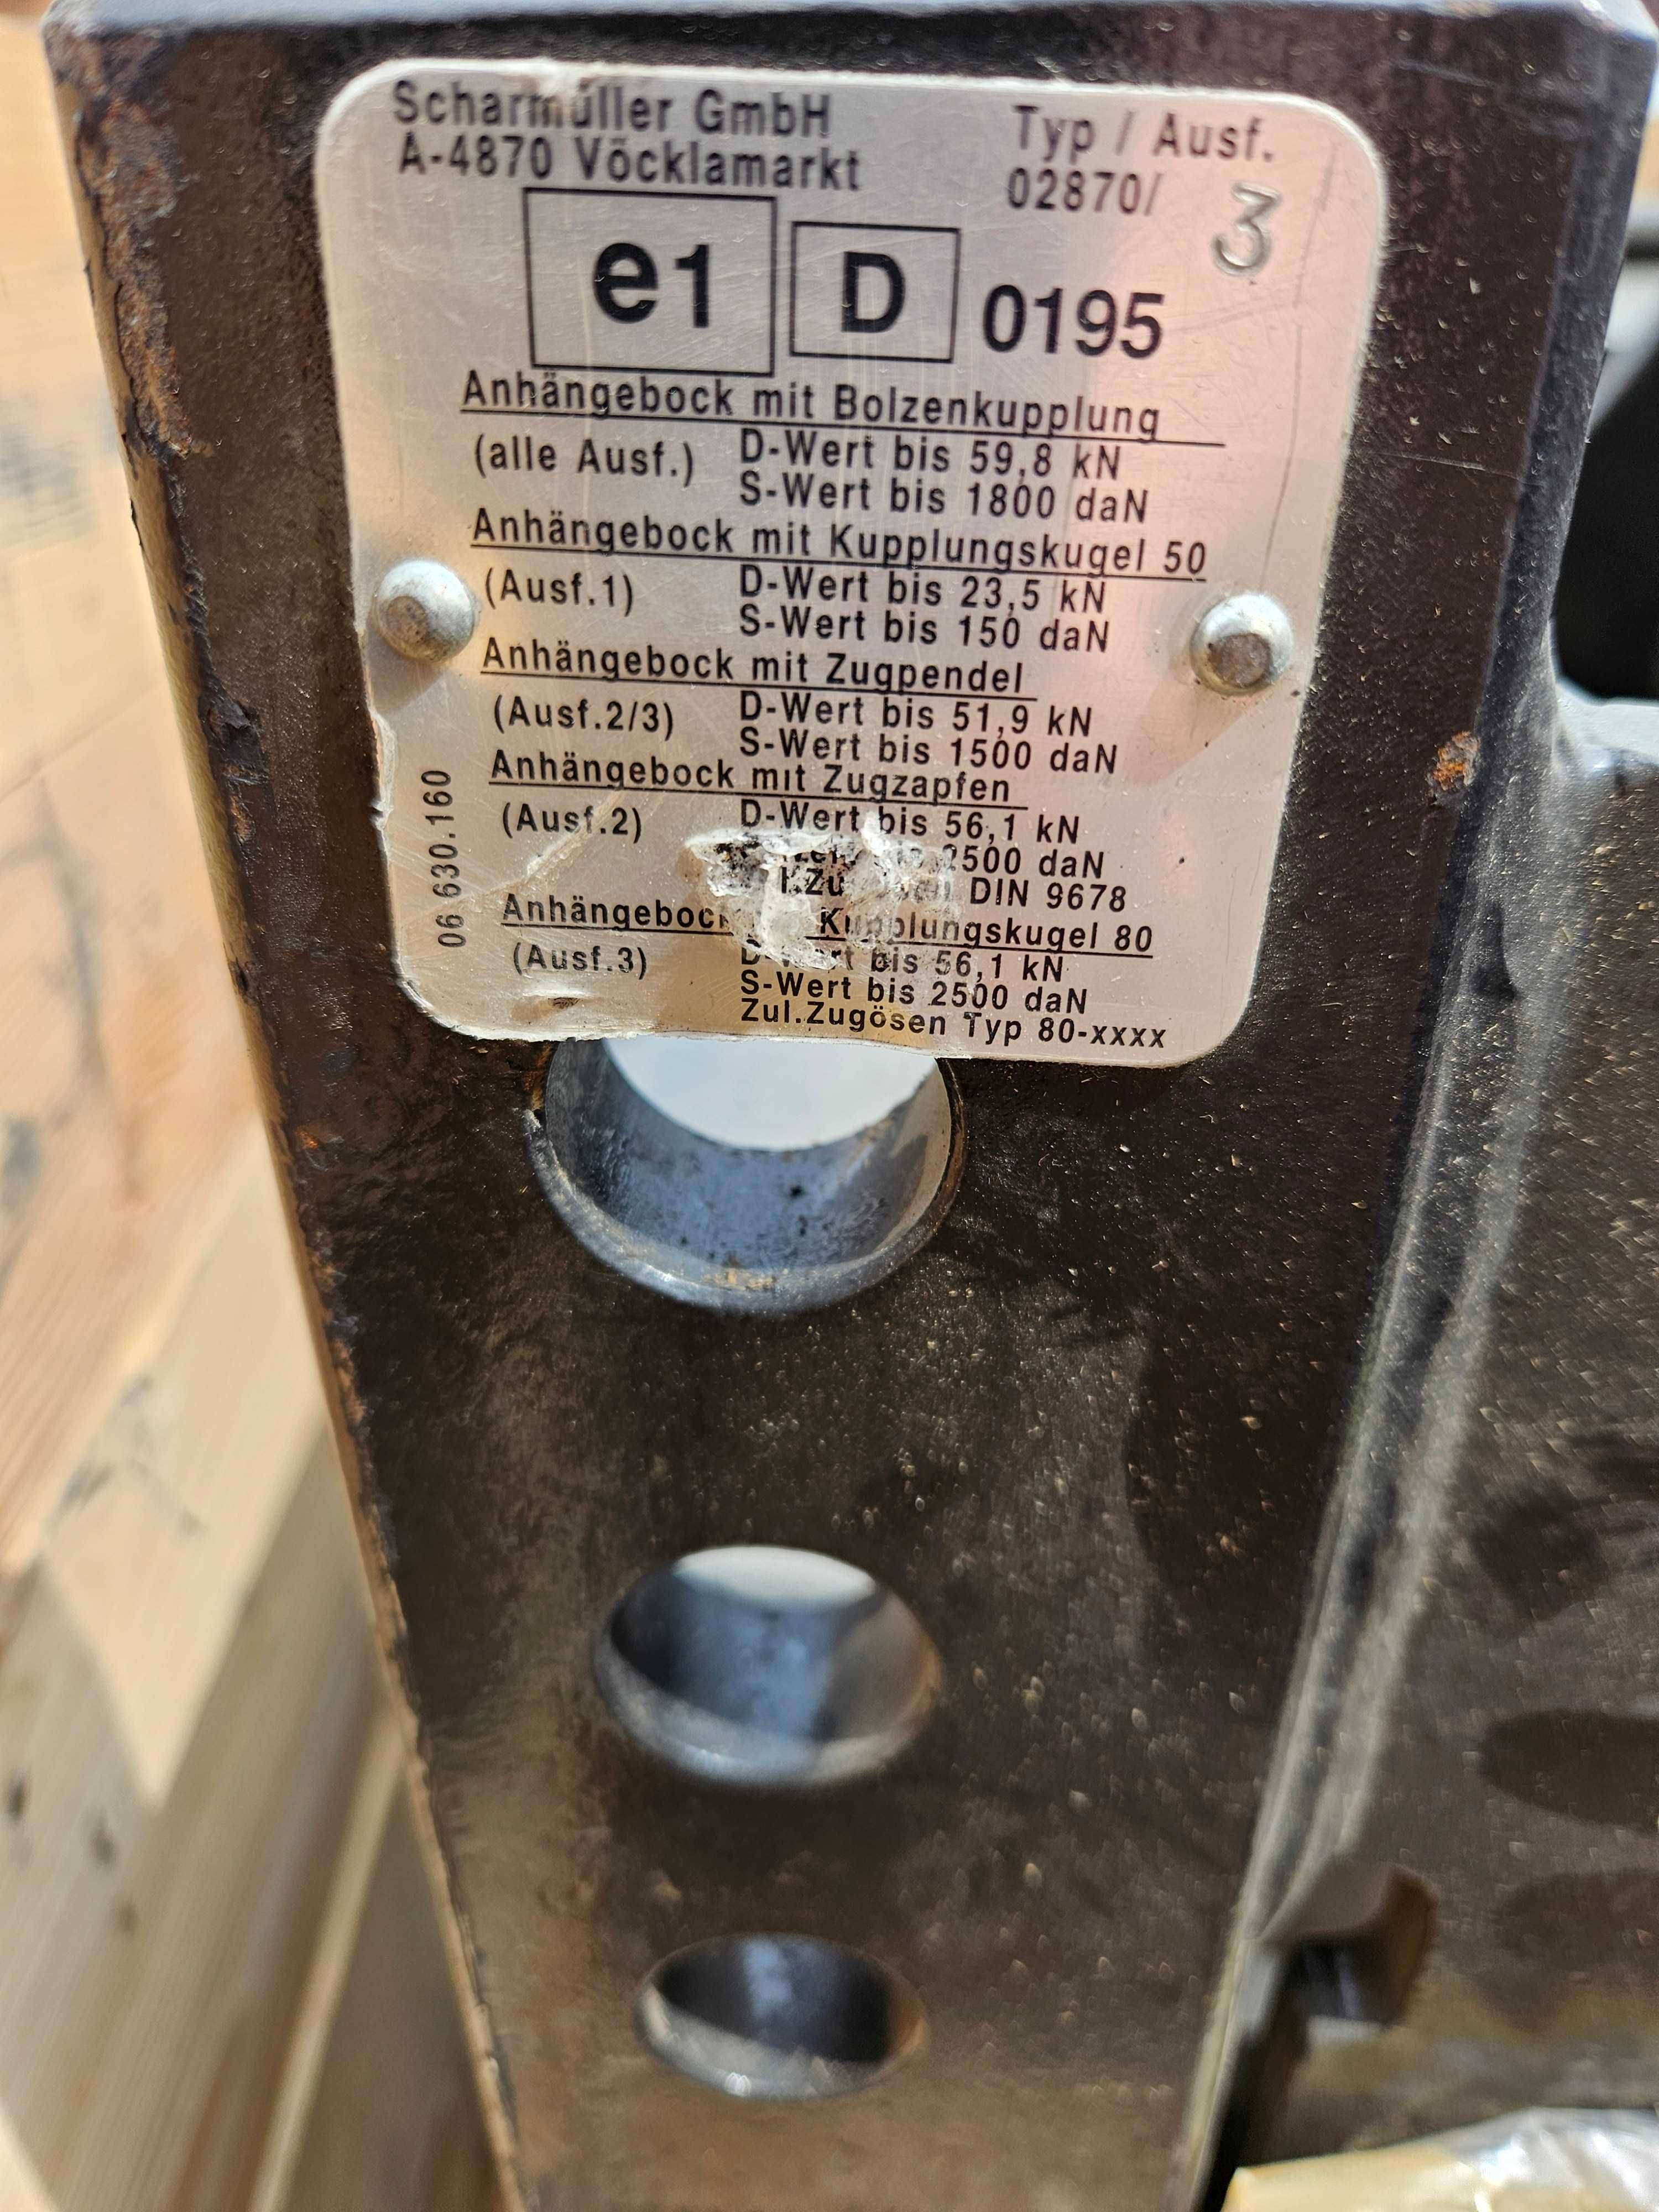 Scharmüller GmbH
A-4870 Vöcklamarkt
Typ / Ausf.
02870/ 3
e1 D 0195
Anhängebock mit Bolzenkupplung
(alle Ausf.) D-Wert bis 59,8 kN
S-Wert bis 1800 daN
Anhängebock mit Kupplungskugel 50
(Ausf.1) D-Wert bis 23,5 kN
S-Wert bis 150 daN
Anhängebock mit Zugpendel
(Ausf.2/3) D-Wert bis 51,9 kN
S-Wert bis 1500 daN
Anhängebock mit Zugzapfen
(Ausf.2) D-Wert bis 56,1 kN
2500 daN
DIN 9678
Anhängebock Kupplungskugel 80
(Ausf.3) D-Wert bis 56,1 kN
S-Wert bis 2500 daN
Zul.Zugösen Typ 80-xxxx
06 630.160